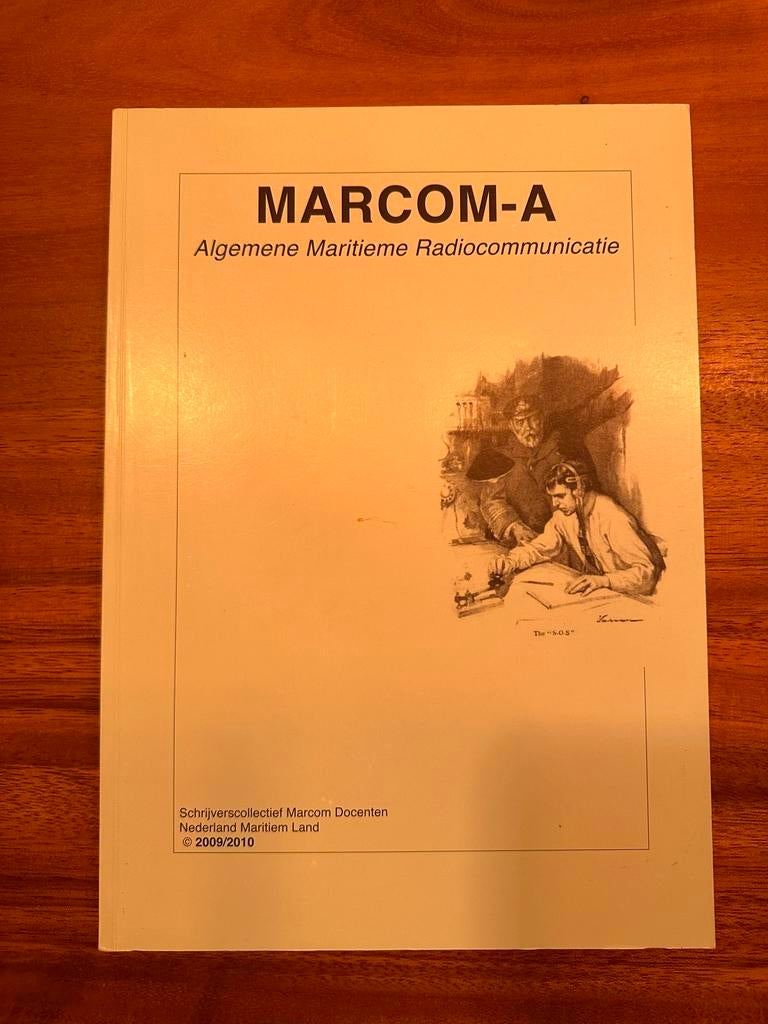 MARCOM-A
Algemene Maritieme Radiocommunicatie
The "S·O·S"
Schrijverscollectief Marcom Docenten
Nederland Maritiem Land
© 2009/2010